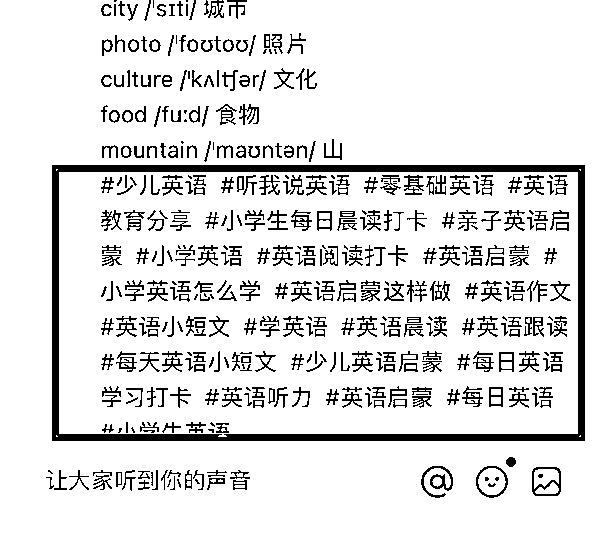 city /ˈsɪti/ 城市
photo /ˈfoʊtoʊ/ 照片
culture /ˈkʌltʃər/ 文化
food /fuːd/ 食物
mountain /ˈmaʊntən/ 山
#少儿英语 #听我说英语 #零基础英语 #英语
教育分享 #小学生每日晨读打卡 #亲子英语启
蒙 #小学英语 #英语阅读打卡 #英语启蒙 #
小学英语怎么学 #英语启蒙这样做 #英语作文
#英语小短文 #学英语 #英语晨读 #英语跟读
#每天英语小短文 #少儿英语启蒙 #每日英语
学习打卡 #英语听力 #英语启蒙 #每日英语
#小学生英语
让大家听到你的声音